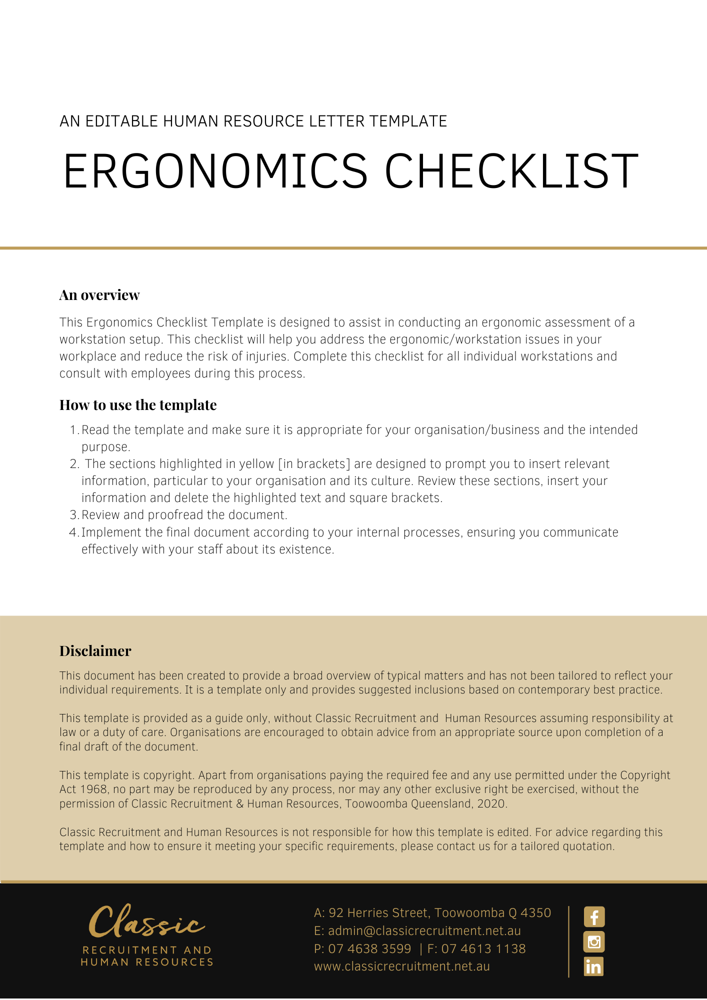 AN EDITABLE HUMAN RESOURCE LETTER TEMPLATE
ERGONOMICS CHECKLIST
An overview
This Ergonomics Checklist Template is designed to assist in conducting an ergonomic assessment of a
workstation setup. This checklist will help you address the ergonomic/workstation issues in your
workplace and reduce the risk of injuries. Complete this checklist for all individual workstations and
consult with employees during this process.
How to use the template
1. Read the template and make sure it is appropriate for your organisation/business and the intended
purpose.
2. The sections highlighted in yellow [in brackets] are designed to prompt you to insert relevant
information, particular to your organisation and its culture. Review these sections, insert your
information and delete the highlighted text and square brackets.
3. Review and proofread the document.
4. Implement the final document according to your internal processes, ensuring you communicate
effectively with your staff about its existence.
Disclaimer
This document has been created to provide a broad overview of typical matters and has not been tailored to reflect your
individual requirements. It is a template only and provides suggested inclusions based on contemporary best practice.
This template is provided as a guide only, without Classic Recruitment and Human Resources assuming responsibility at
law or a duty of care. Organisations are encouraged to obtain advice from an appropriate source upon completion of a
final draft of the document.
This template is copyright. Apart from organisations paying the required fee and any use permitted under the Copyright
Act 1968, no part may be reproduced by any process, nor may any other exclusive right be exercised, without the
permission of Classic Recruitment & Human Resources, Toowoomba Queensland, 2020.
Classic Recruitment and Human Resources is not responsible for how this template is edited. For advice regarding this
template and how to ensure it meeting your specific requirements, please contact us for a tailored quotation.
Classic
RECRUITMENT AND
HUMAN RESOURCES
A: 92 Herries Street, Toowoomba Q 4350
E: admin@classicrecruitment.net.au
P: 07 4638 3599 | F: 07 4613 1138
www.classicrecruitment.net.au
f
in